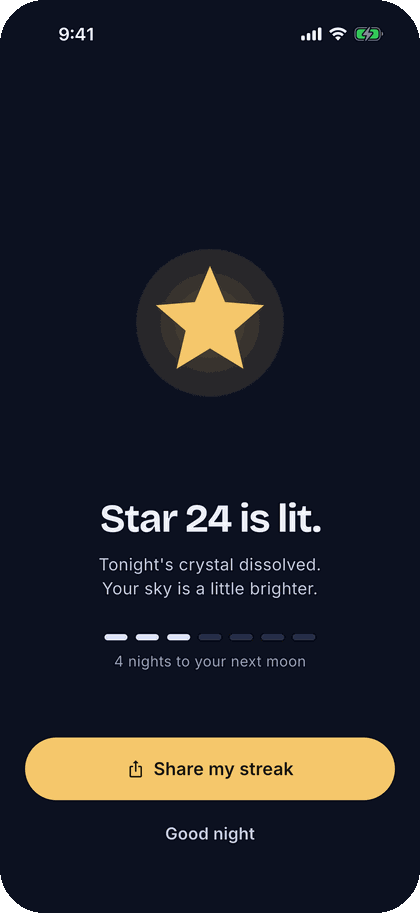 9:41
Star 24 is lit.
Tonight's crystal dissolved.
Your sky is a little brighter.
4 nights to your next moon
Share my streak
Good night